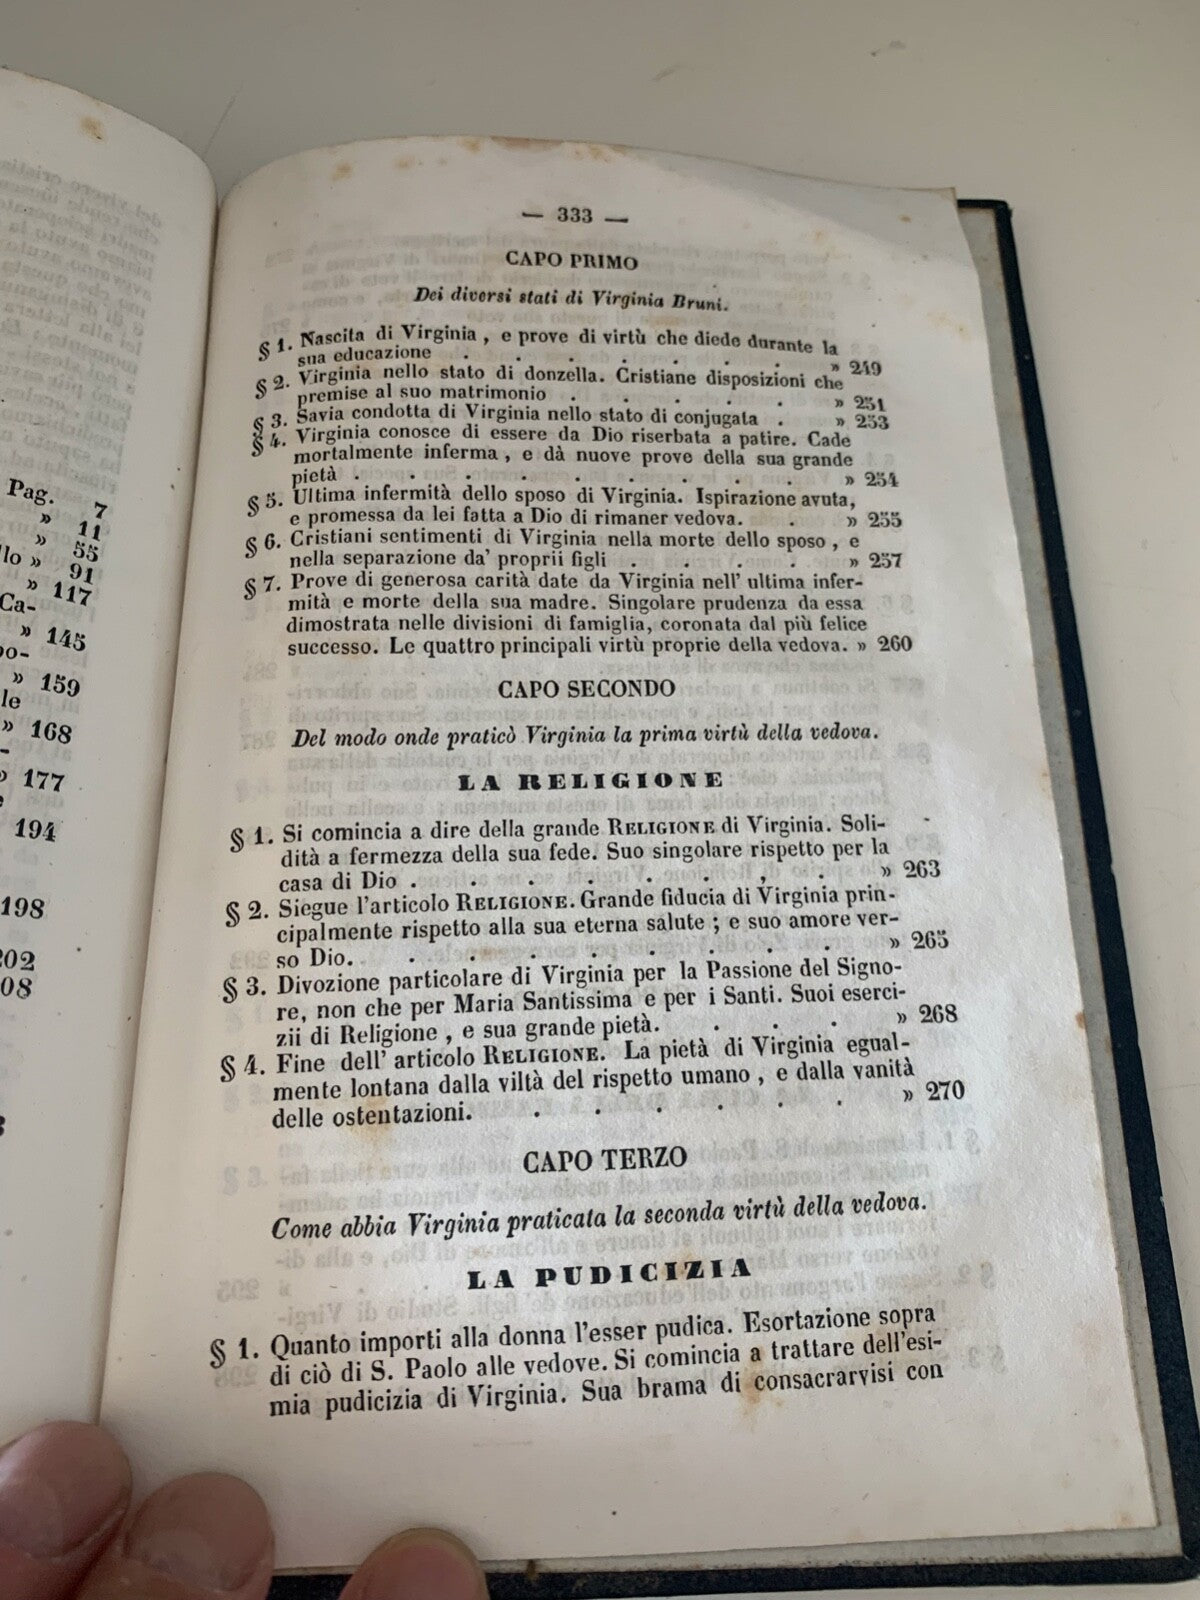 Pag. 7
» 11
» 55
llo » 91
» 117
Ca-
» 145
po-
» 159
le
» 168
» 177
194
198
202
208
— 333 —
CAPO PRIMO
Dei diversi stati di Virginia Bruni.
§ 1. Nascita di Virginia, e prove di virtù che diede durante la
sua educazione . . . . . . » 249
§ 2. Virginia nello stato di donzella. Cristiane disposizioni che
premise al suo matrimonio . . . . . » 251
§ 3. Savia condotta di Virginia nello stato di conjugata . » 253
§ 4. Virginia conosce di essere da Dio riserbata a patire. Cade
mortalmente inferma, e dà nuove prove della sua grande
pietà . . . . . . . . » 254
§ 5. Ultima infermità dello sposo di Virginia. Ispirazione avuta,
e promessa da lei fatta a Dio di rimaner vedova. . » 255
§ 6. Cristiani sentimenti di Virginia nella morte dello sposo, e
nella separazione da' proprii figli . . . . » 257
§ 7. Prove di generosa carità date da Virginia nell' ultima infer-
mità e morte della sua madre. Singolare prudenza da essa
dimostrata nelle divisioni di famiglia, coronata dal più felice
successo. Le quattro principali virtù proprie della vedova. » 260
CAPO SECONDO
Del modo onde praticò Virginia la prima virtù della vedova.
LA RELIGIONE
§ 1. Si comincia a dire della grande RELIGIONE di Virginia. Soli-
dità a fermezza della sua fede. Suo singolare rispetto per la
casa di Dio . . . . . . . . » 263
§ 2. Siegue l'articolo RELIGIONE. Grande fiducia di Virginia prin-
cipalmente rispetto alla sua eterna salute; e suo amore ver-
so Dio. . . . . . . . . » 265
§ 3. Divozione particolare di Virginia per la Passione del Signo-
re, non che per Maria Santissima e per i Santi. Suoi eserci-
zii di Religione, e sua grande pietà. . . . » 268
§ 4. Fine dell' articolo RELIGIONE. La pietà di Virginia egual-
mente lontana dalla viltà del rispetto umano, e dalla vanità
delle ostentazioni. . . . . . . » 270
CAPO TERZO
Come abbia Virginia praticata la seconda virtù della vedova.
LA PUDICIZIA
§ 1. Quanto importi alla donna l'esser pudica. Esortazione sopra
di ciò di S. Paolo alle vedove. Si comincia a trattare dell'esi-
mia pudicizia di Virginia. Sua brama di consacrarvisi con